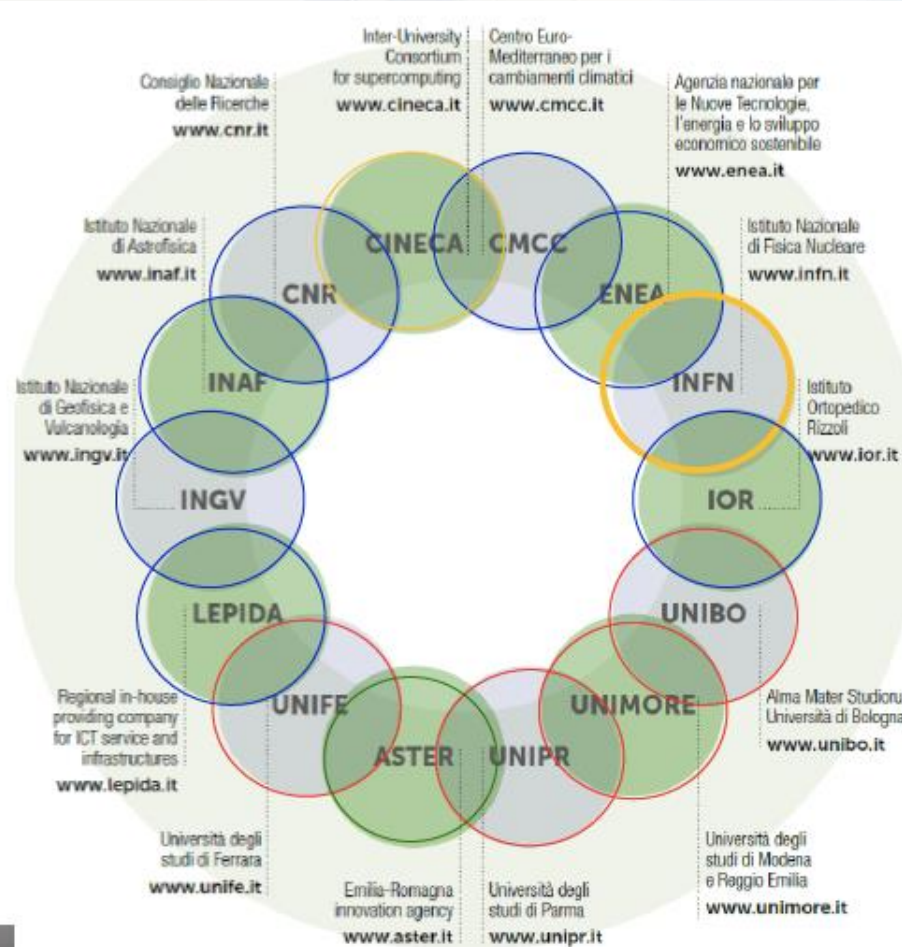 Inter-University
Consortium
for supercomputing
www.cineca.it
Centro Euro-
Mediterraneo per i
cambiamenti climatici
www.cmcc.it
Consiglio Nazionale
delle Ricerche
www.cnr.it
Agenzia nazionale per
le Nuove Tecnologie,
l'energia e lo sviluppo
economico sostenibile
www.enea.it
Istituto Nazionale
di Astrofisica
www.inaf.it
Istituto Nazionale
di Fisica Nucleare
www.infn.it
CINECA
CMCC
CNR
ENEA
INAF
INFN
Istituto Nazionale
di Geofisica e
Vulcanologia
www.ingv.it
Istituto
Ortopedico
Rizzoli
www.ior.it
INGV
IOR
LEPIDA
UNIBO
UNIFE
UNIMORE
ASTER
UNIPR
Regional in-house
providing company
for ICT service and
infrastructures
www.lepida.it
Alma Mater Studioru
Università di Bologna
www.unibo.it
Università degli
studi di Ferrara
www.unife.it
Emilia-Romagna
innovation agency
www.aster.it
Università degli
studi di Parma
www.unipr.it
Università degli
studi di Modena
e Reggio Emilia
www.unimore.it